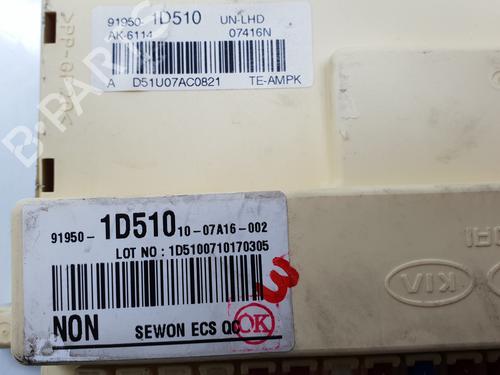 91950- 1D510 UN-LHD
AK-6114 07416N
A D51U07AC0821 TE-AMPK
91950- 1D510 10-07A16-002
LOT NO : 1D5100710170305
NON SEWON ECS QC OK
3
KIA
B-PARTS